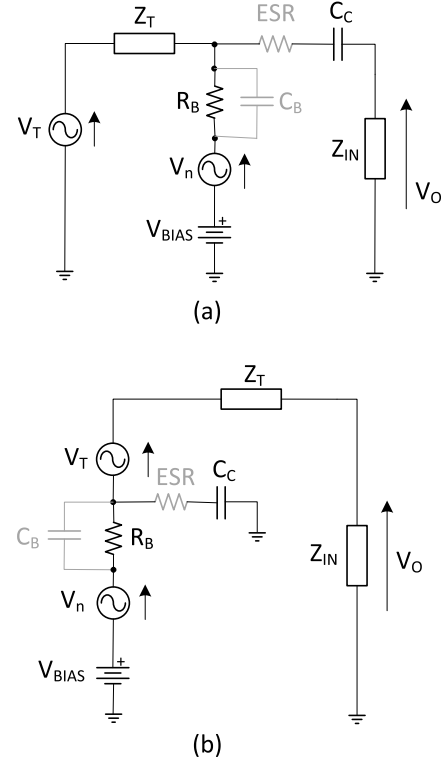 Z_T
ESR
C_C
R_B
C_B
V_T
V_n
Z_IN
V_O
V_BIAS
+
(a)
Z_T
V_T
ESR
C_C
C_B
R_B
Z_IN
V_O
V_n
V_BIAS
+
(b)